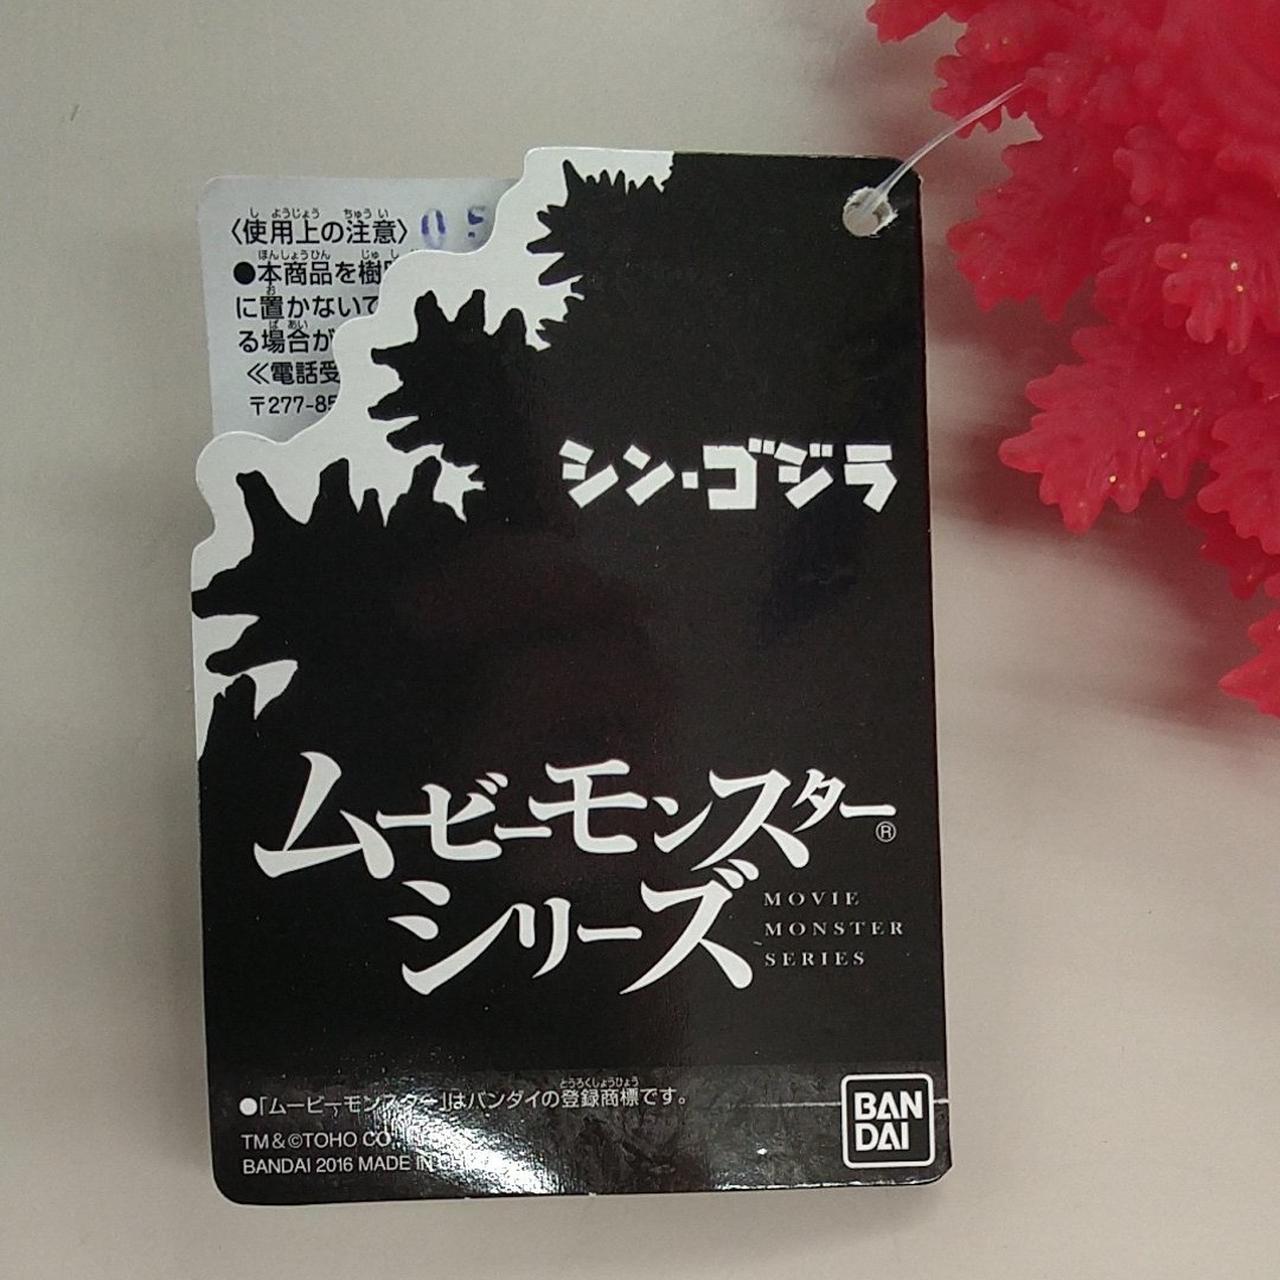 〈使用上の注意〉
●本商品を樹
に置かないで
る場合が
≪電話受
〒277-85
シン・ゴジラ
ムービーモンスター®
シリーズ
MOVIE
MONSTER
SERIES
●「ムービーモンスター」はバンダイの登録商標です。
TM&©TOHO CO.
BANDAI 2016 MADE IN
BAN
DAI